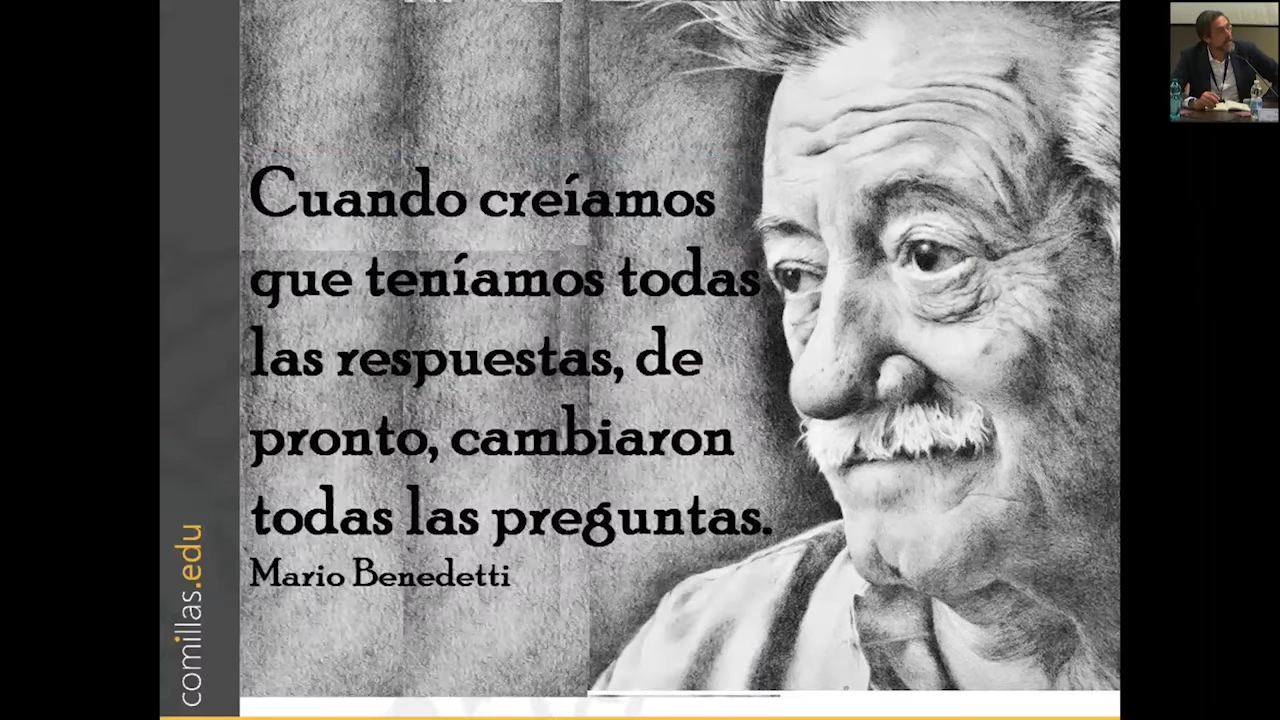 Cuando creíamos
que teníamos todas
las respuestas, de
pronto, cambiaron
todas las preguntas.
Mario Benedetti
comillas.edu